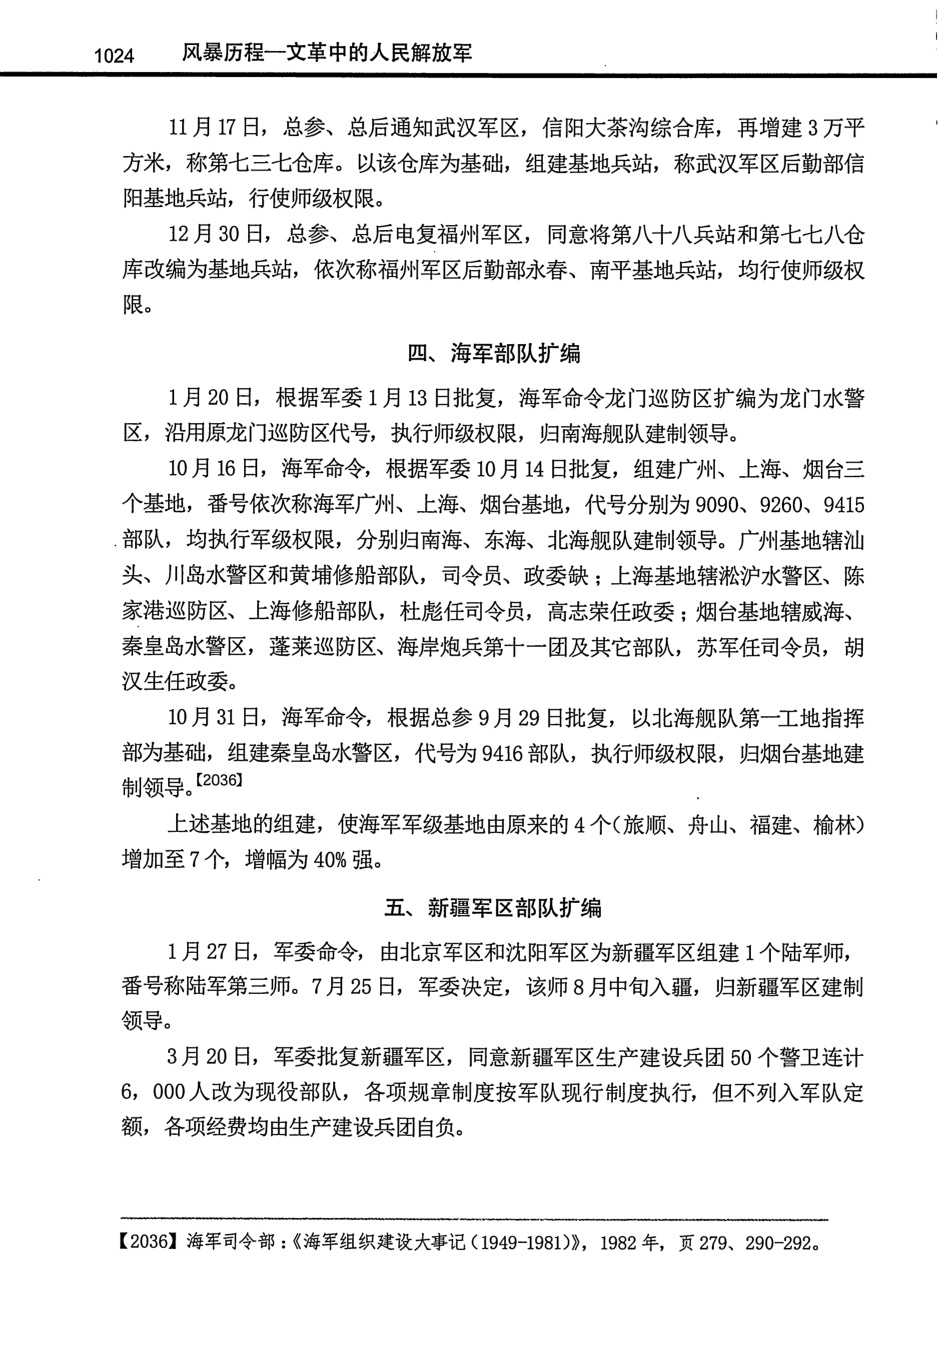 1024 风暴历程—文革中的人民解放军
11月17日，总参、总后通知武汉军区，信阳大茶沟综合库，再增建3万平
方米，称第七三七仓库。以该仓库为基础，组建基地兵站，称武汉军区后勤部信
阳基地兵站，行使师级权限。
12月30日，总参、总后电复福州军区，同意将第八十八兵站和第七七八仓
库改编为基地兵站，依次称福州军区后勤部永春、南平基地兵站，均行使师级权
限。
四、海军部队扩编
1月20日，根据军委1月13日批复，海军命令龙门巡防区扩编为龙门水警
区，沿用原龙门巡防区代号，执行师级权限，归南海舰队建制领导。
10月16日，海军命令，根据军委10月14日批复，组建广州、上海、烟台三
个基地，番号依次称海军广州、上海、烟台基地，代号分别为9090、9260、9415
部队，均执行军级权限，分别归南海、东海、北海舰队建制领导。广州基地辖汕
头、川岛水警区和黄埔修船部队，司令员、政委缺；上海基地辖淞沪水警区、陈
家港巡防区、上海修船部队，杜彪任司令员，高志荣任政委；烟台基地辖威海、
秦皇岛水警区，蓬莱巡防区、海岸炮兵第十一团及其它部队，苏军任司令员，胡
汉生任政委。
10月31日，海军命令，根据总参9月29日批复，以北海舰队第一工地指挥
部为基础，组建秦皇岛水警区，代号为9416部队，执行师级权限，归烟台基地建
制领导。【2036】
上述基地的组建，使海军军级基地由原来的4个（旅顺、舟山、福建、榆林）
增加至7个，增幅为40%强。
五、新疆军区部队扩编
1月27日，军委命令，由北京军区和沈阳军区为新疆军区组建1个陆军师，
番号称陆军第三师。7月25日，军委决定，该师8月中旬入疆，归新疆军区建制
领导。
3月20日，军委批复新疆军区，同意新疆军区生产建设兵团50个警卫连计
6，000人改为现役部队，各项规章制度按军队现行制度执行，但不列入军队定
额，各项经费均由生产建设兵团自负。
【2036】海军司令部：《海军组织建设大事记（1949-1981）》，1982年，页279、290-292。